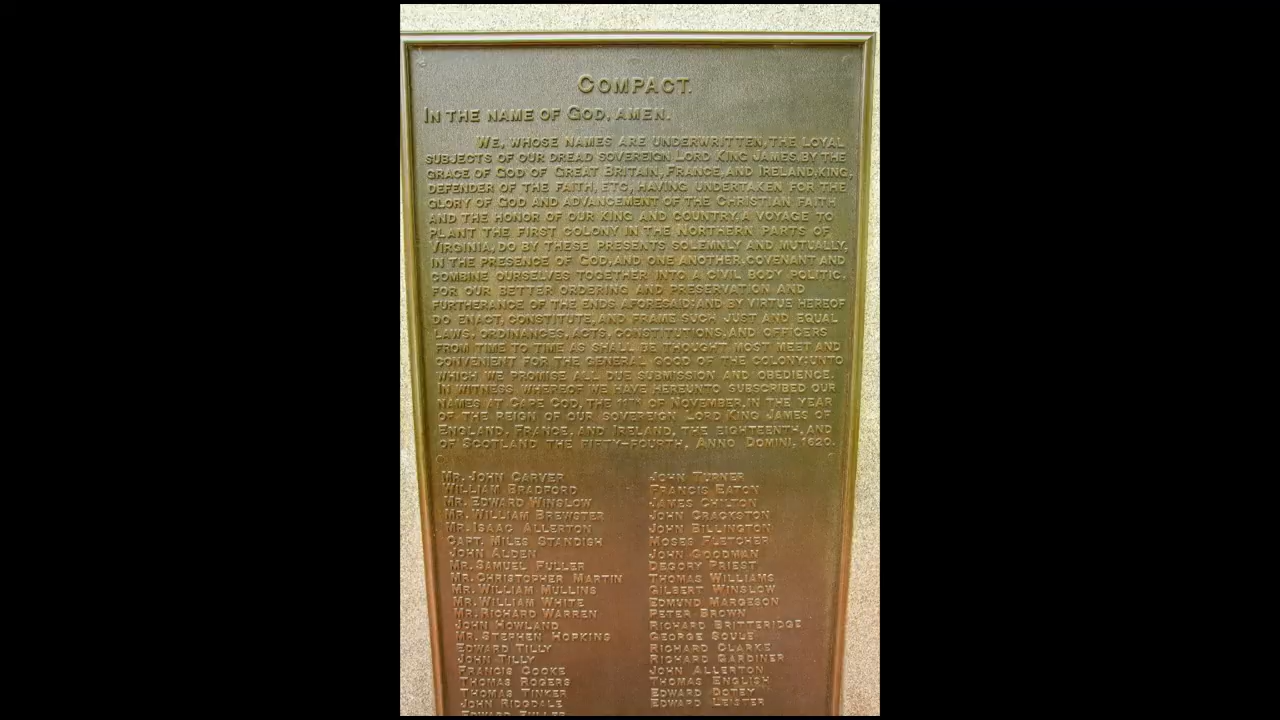 COMPACT.
IN THE NAME OF GOD, AMEN.
WE, WHOSE NAMES ARE UNDERWRITTEN, THE LOYAL
SUBJECTS OF OUR DREAD SOVEREIGN LORD KING JAMES, BY THE
GRACE OF GOD OF GREAT BRITAIN, FRANCE, AND IRELAND, KING,
DEFENDER OF THE FAITH, ETC., HAVING UNDERTAKEN FOR THE
GLORY OF GOD AND ADVANCEMENT OF THE CHRISTIAN FAITH
AND THE HONOR OF OUR KING AND COUNTRY, A VOYAGE TO
PLANT THE FIRST COLONY IN THE NORTHERN PARTS OF
VIRGINIA, DO BY THESE PRESENTS SOLEMNLY AND MUTUALLY,
IN THE PRESENCE OF GOD, AND ONE ANOTHER, COVENANT AND
COMBINE OURSELVES TOGETHER INTO A CIVIL BODY POLITIC,
FOR OUR BETTER ORDERING AND PRESERVATION AND
FURTHERANCE OF THE ENDS AFORESAID; AND BY VIRTUE HEREOF
DO ENACT, CONSTITUTE, AND FRAME SUCH JUST AND EQUAL
LAWS, ORDINANCES, ACTS, CONSTITUTIONS, AND OFFICERS
FROM TIME TO TIME AS SHALL BE THOUGHT MOST MEET AND
CONVENIENT FOR THE GENERAL GOOD OF THE COLONY; UNTO
WHICH WE PROMISE ALL DUE SUBMISSION AND OBEDIENCE.
IN WITNESS WHEREOF WE HAVE HEREUNTO SUBSCRIBED OUR
NAMES AT CAPE COD, THE 11TH OF NOVEMBER, IN THE YEAR
OF THE REIGN OF OUR SOVEREIGN LORD KING JAMES OF
ENGLAND, FRANCE, AND IRELAND, THE EIGHTEENTH, AND
OF SCOTLAND THE FIFTY-FOURTH, ANNO DOMINI, 1620.
MR. JOHN CARVER
WILLIAM BRADFORD
MR. EDWARD WINSLOW
MR. WILLIAM BREWSTER
MR. ISAAC ALLERTON
CAPT. MILES STANDISH
JOHN ALDEN
MR. SAMUEL FULLER
MR. CHRISTOPHER MARTIN
MR. WILLIAM MULLINS
MR. WILLIAM WHITE
MR. RICHARD WARREN
JOHN HOWLAND
MR. STEPHEN HOPKINS
EDWARD TILLY
JOHN TILLY
FRANCIS COOKE
THOMAS ROGERS
THOMAS TINKER
JOHN RIDGDALE
EDWARD FULLER
JOHN TURNER
FRANCIS EATON
JAMES CHILTON
JOHN CRACKSTON
JOHN BILLINGTON
MOSES FLETCHER
JOHN GOODMAN
DEGORY PRIEST
THOMAS WILLIAMS
GILBERT WINSLOW
EDMUND MARGESON
PETER BROWN
RICHARD BRITTERIDGE
GEORGE SOULE
RICHARD CLARKE
RICHARD GARDINER
JOHN ALLERTON
THOMAS ENGLISH
EDWARD DOTEY
EDWARD LEISTER